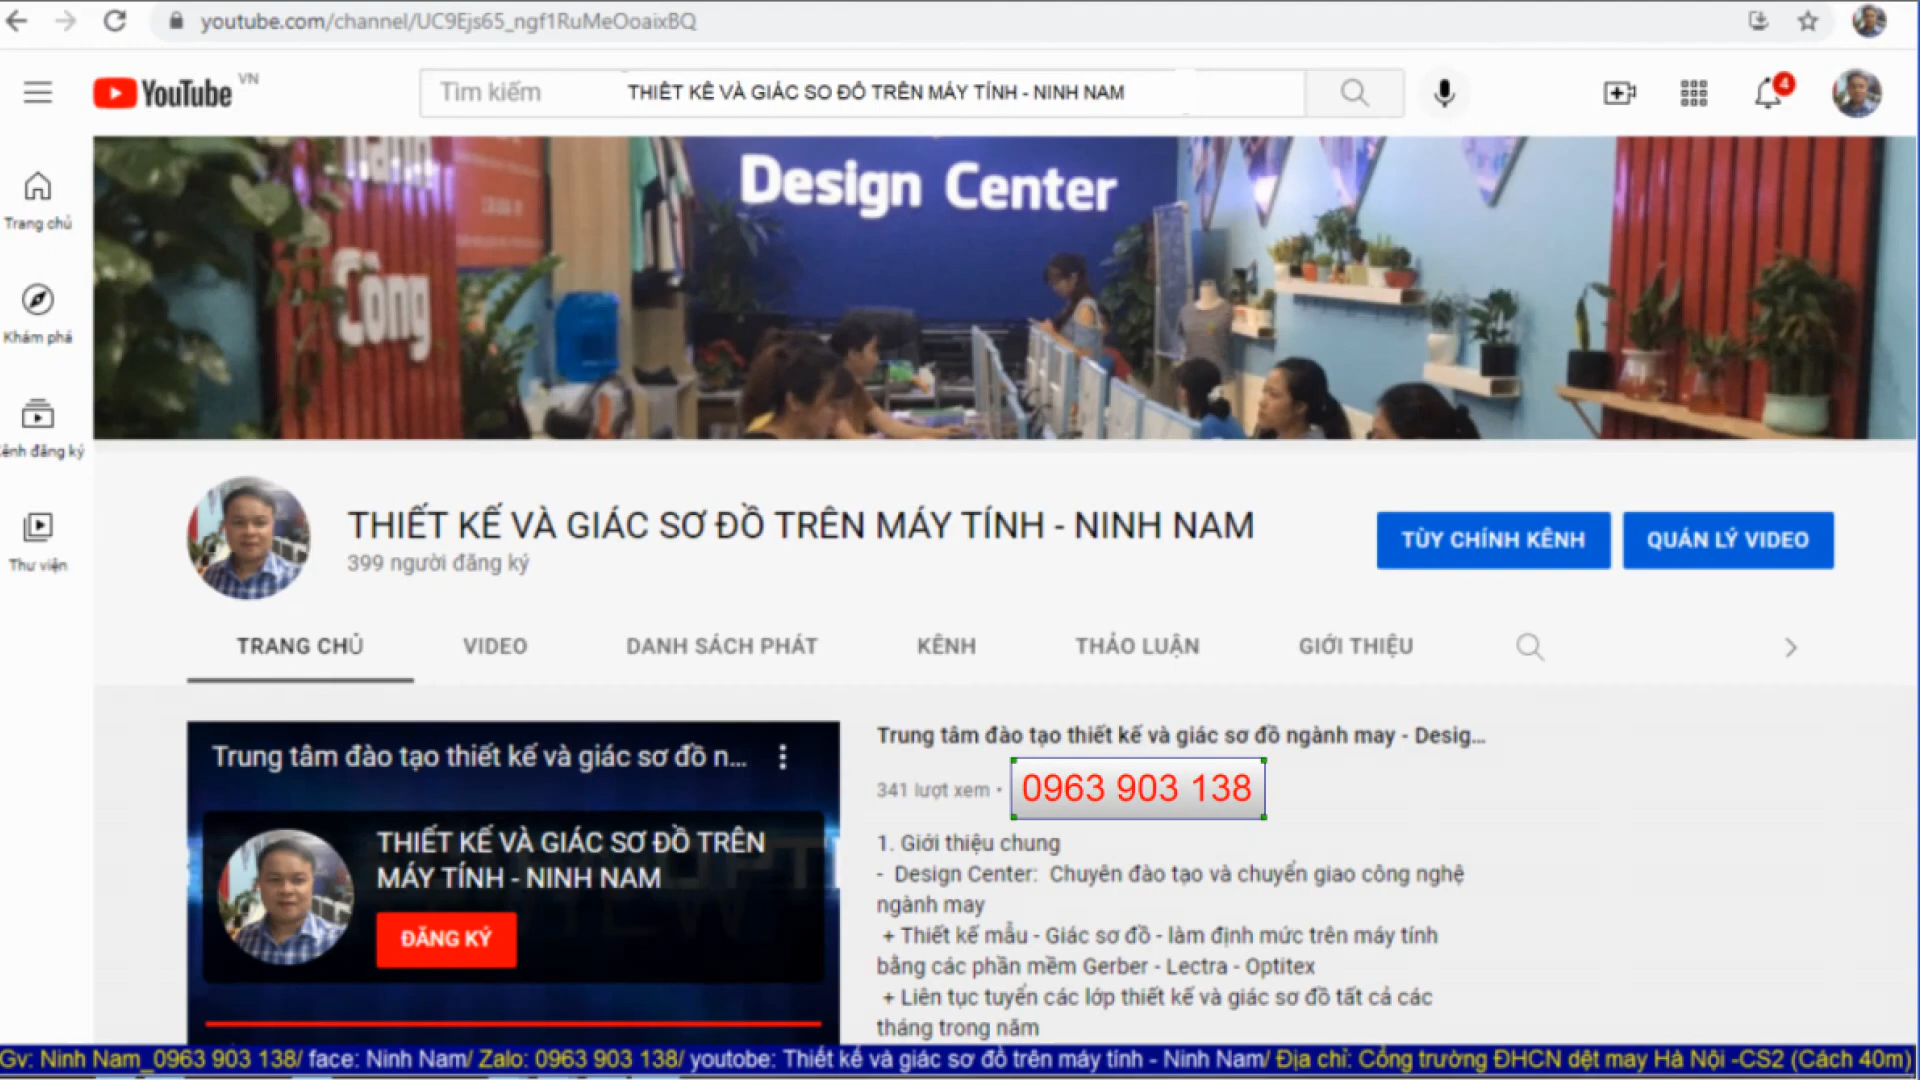 youtube.com/channel/UC9Ejs65_ngf1RuMeOoaixBQ
YouTube VN
Tìm kiếm THIẾT KẾ VÀ GIÁC SƠ ĐỒ TRÊN MÁY TÍNH - NINH NAM
4
Design Center
Công
Trang chủ
Khám phá
Kênh đăng ký
Thư viện
THIẾT KẾ VÀ GIÁC SƠ ĐỒ TRÊN MÁY TÍNH - NINH NAM
399 người đăng ký
TÙY CHỈNH KÊNH
QUẢN LÝ VIDEO
TRANG CHỦ VIDEO DANH SÁCH PHÁT KÊNH THẢO LUẬN GIỚI THIỆU
Trung tâm đào tạo thiết kế và giác sơ đồ n...
THIẾT KẾ VÀ GIÁC SƠ ĐỒ TRÊN
MÁY TÍNH - NINH NAM
ĐĂNG KÝ
Trung tâm đào tạo thiết kế và giác sơ đồ ngành may - Desig...
341 lượt xem •
0963 903 138
1. Giới thiệu chung
- Design Center: Chuyên đào tạo và chuyển giao công nghệ
ngành may
+ Thiết kế mẫu - Giác sơ đồ - làm định mức trên máy tính
bằng các phần mềm Gerber - Lectra - Optitex
+ Liên tục tuyển các lớp thiết kế và giác sơ đồ tất cả các
tháng trong năm
Gv: Ninh Nam_0963 903 138/ face: Ninh Nam/ Zalo: 0963 903 138/ youtobe: Thiết kế và giác sơ đồ trên máy tính - Ninh Nam/ Địa chỉ: Cổng trường ĐHCN dệt may Hà Nội -CS2 (Cách 40m)